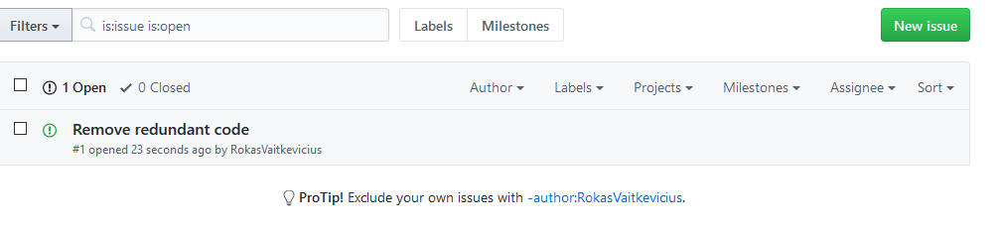 Filters is:issue is:open Labels Milestones New issue
1 Open 0 Closed Author Labels Projects Milestones Assignee Sort
Remove redundant code
#1 opened 23 seconds ago by RokasVaitkevicius
ProTip! Exclude your own issues with -author:RokasVaitkevicius.